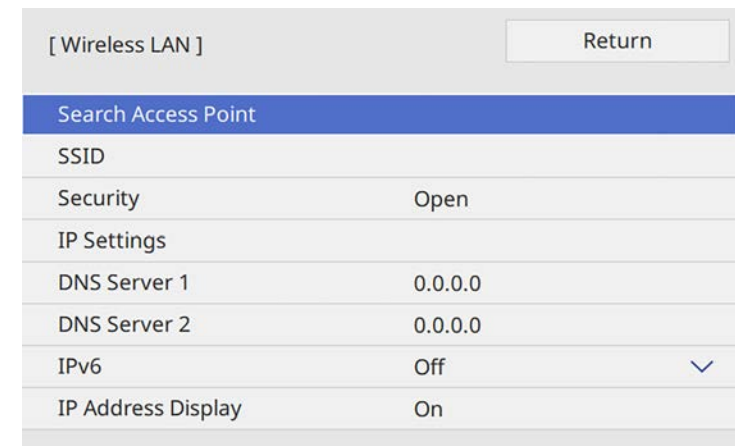 [ Wireless LAN ] Return
Search Access Point
SSID
Security Open
IP Settings
DNS Server 1 0.0.0.0
DNS Server 2 0.0.0.0
IPv6 Off
IP Address Display On